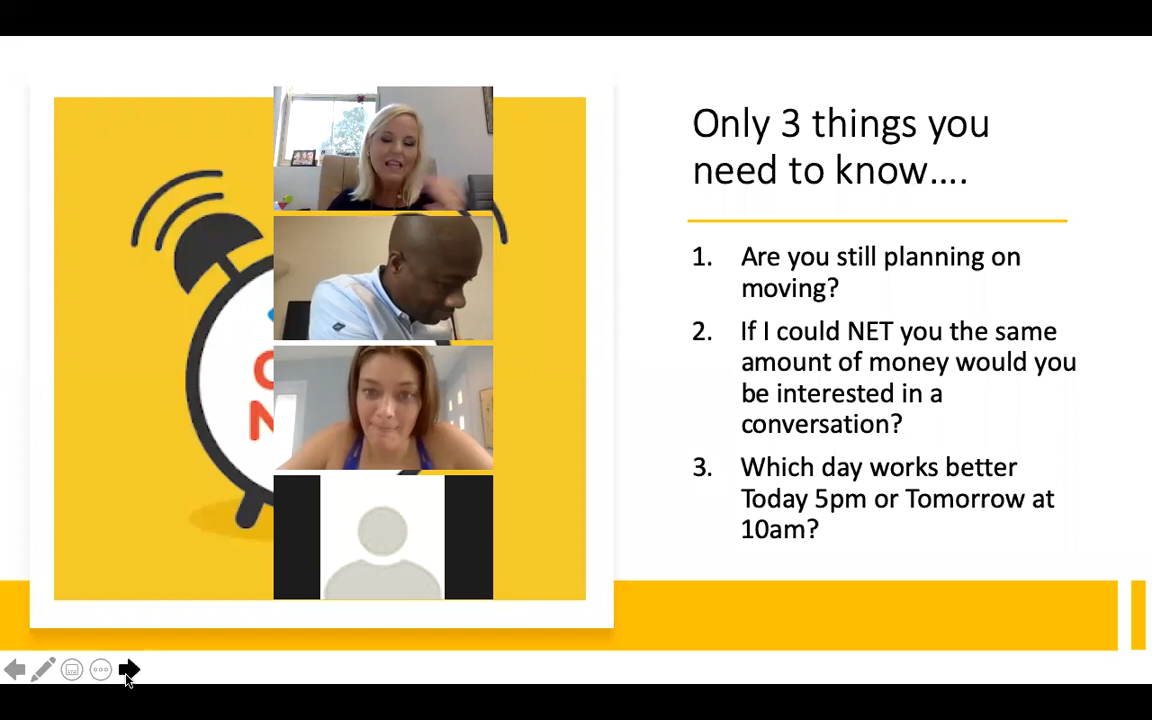 Only 3 things you
need to know....
1. Are you still planning on
moving?
2. If I could NET you the same
amount of money would you
be interested in a
conversation?
3. Which day works better
Today 5pm or Tomorrow at
10am?